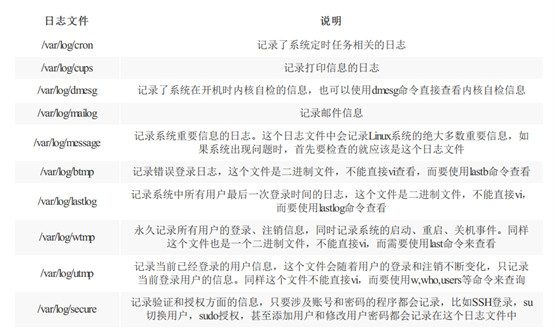 日志文件 说明
/var/log/cron 记录了系统定时任务相关的日志
/var/log/cups 记录打印信息的日志
/var/log/dmesg 记录了系统在开机时内核自检的信息，也可以使用dmesg命令直接查看内核自检信息
/var/log/mailog 记录邮件信息
/var/log/message 记录系统重要信息的日志。这个日志文件中会记录Linux系统的绝大多数重要信息，如
果系统出现问题时，首先要检查的就应该是这个日志文件
/var/log/btmp 记录错误登录日志，这个文件是二进制文件，不能直接vi查看，而要使用lastb命令查看
/var/log/lastlog 记录系统中所有用户最后一次登录时间的日志，这个文件是二进制文件，不能直接vi，
而要使用lastlog命令查看
/var/log/wtmp 永久记录所有用户的登录、注销信息，同时记录系统的启动、重启、关机事件。同样
这个文件也是一个二进制文件，不能直接vi，而需要使用last命令来查看
/var/log/utmp 记录当前已经登录的用户信息，这个文件会随着用户的登录和注销不断变化，只记录
当前登录用户的信息。同样这个文件不能直接vi，而要使用w,who,users等命令来查询
/var/log/secure 记录验证和授权方面的信息，只要涉及账号和密码的程序都会记录，比如SSH登录，su
切换用户，sudo授权，甚至添加用户和修改用户密码都会记录在这个日志文件中